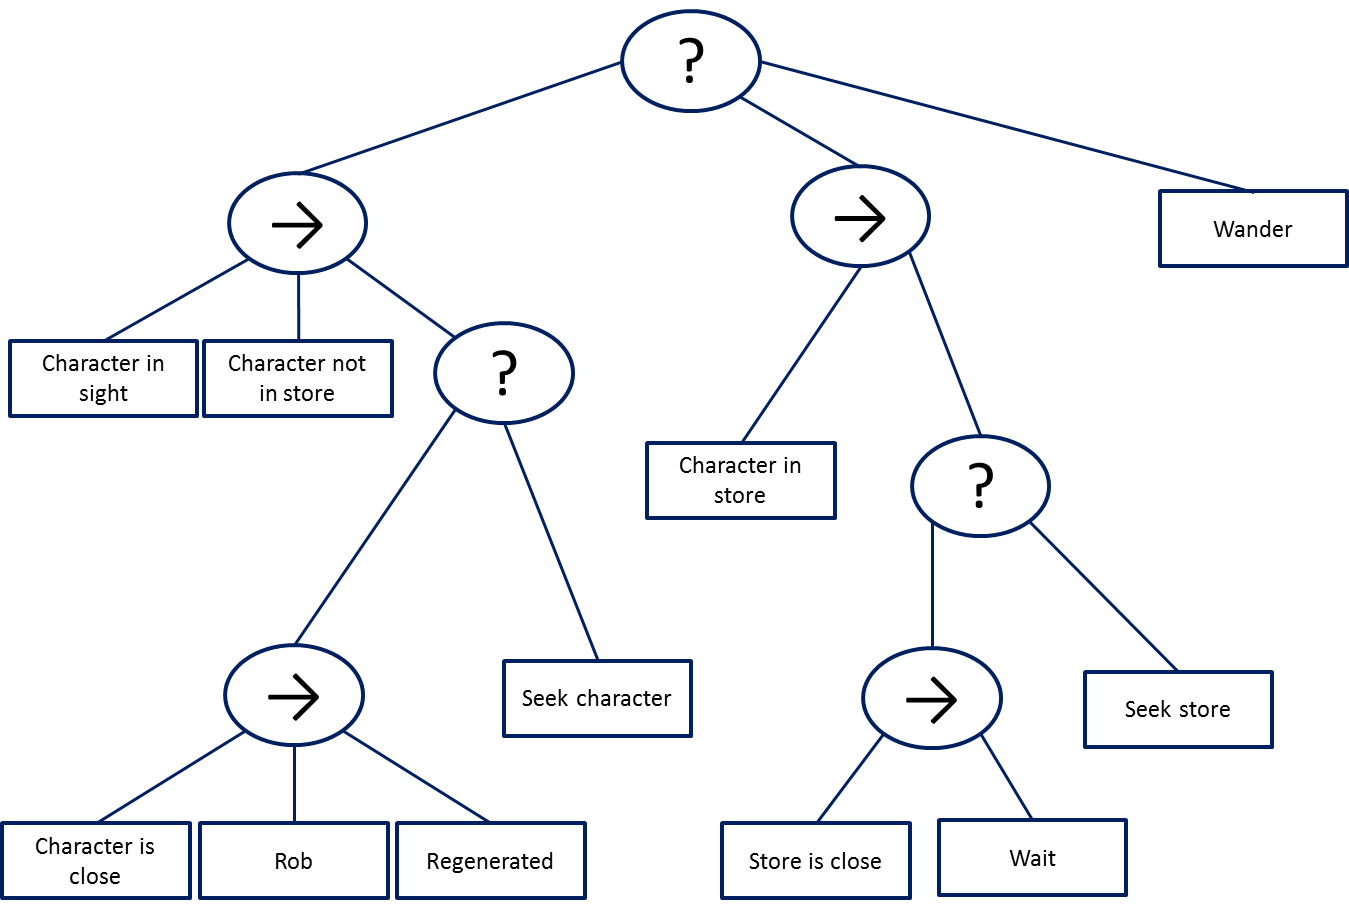 ?
→
→
Wander
Character in
sight
Character not
in store
?
Character in
store
?
→
Seek character
→
Seek store
Character is
close
Rob
Regenerated
Store is close
Wait